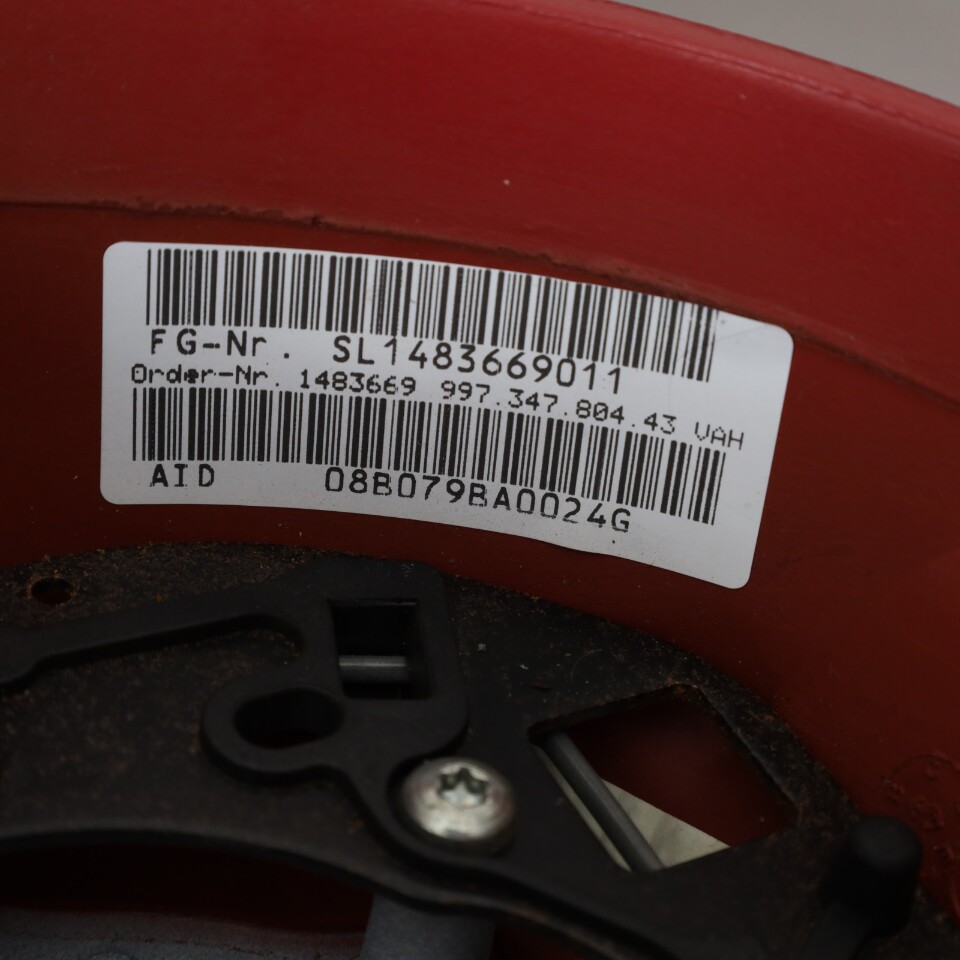 FG-Nr. SL1483669011
Order-Nr. 1483669 997.347.804.43 VAH
AID 08B079BA0024G